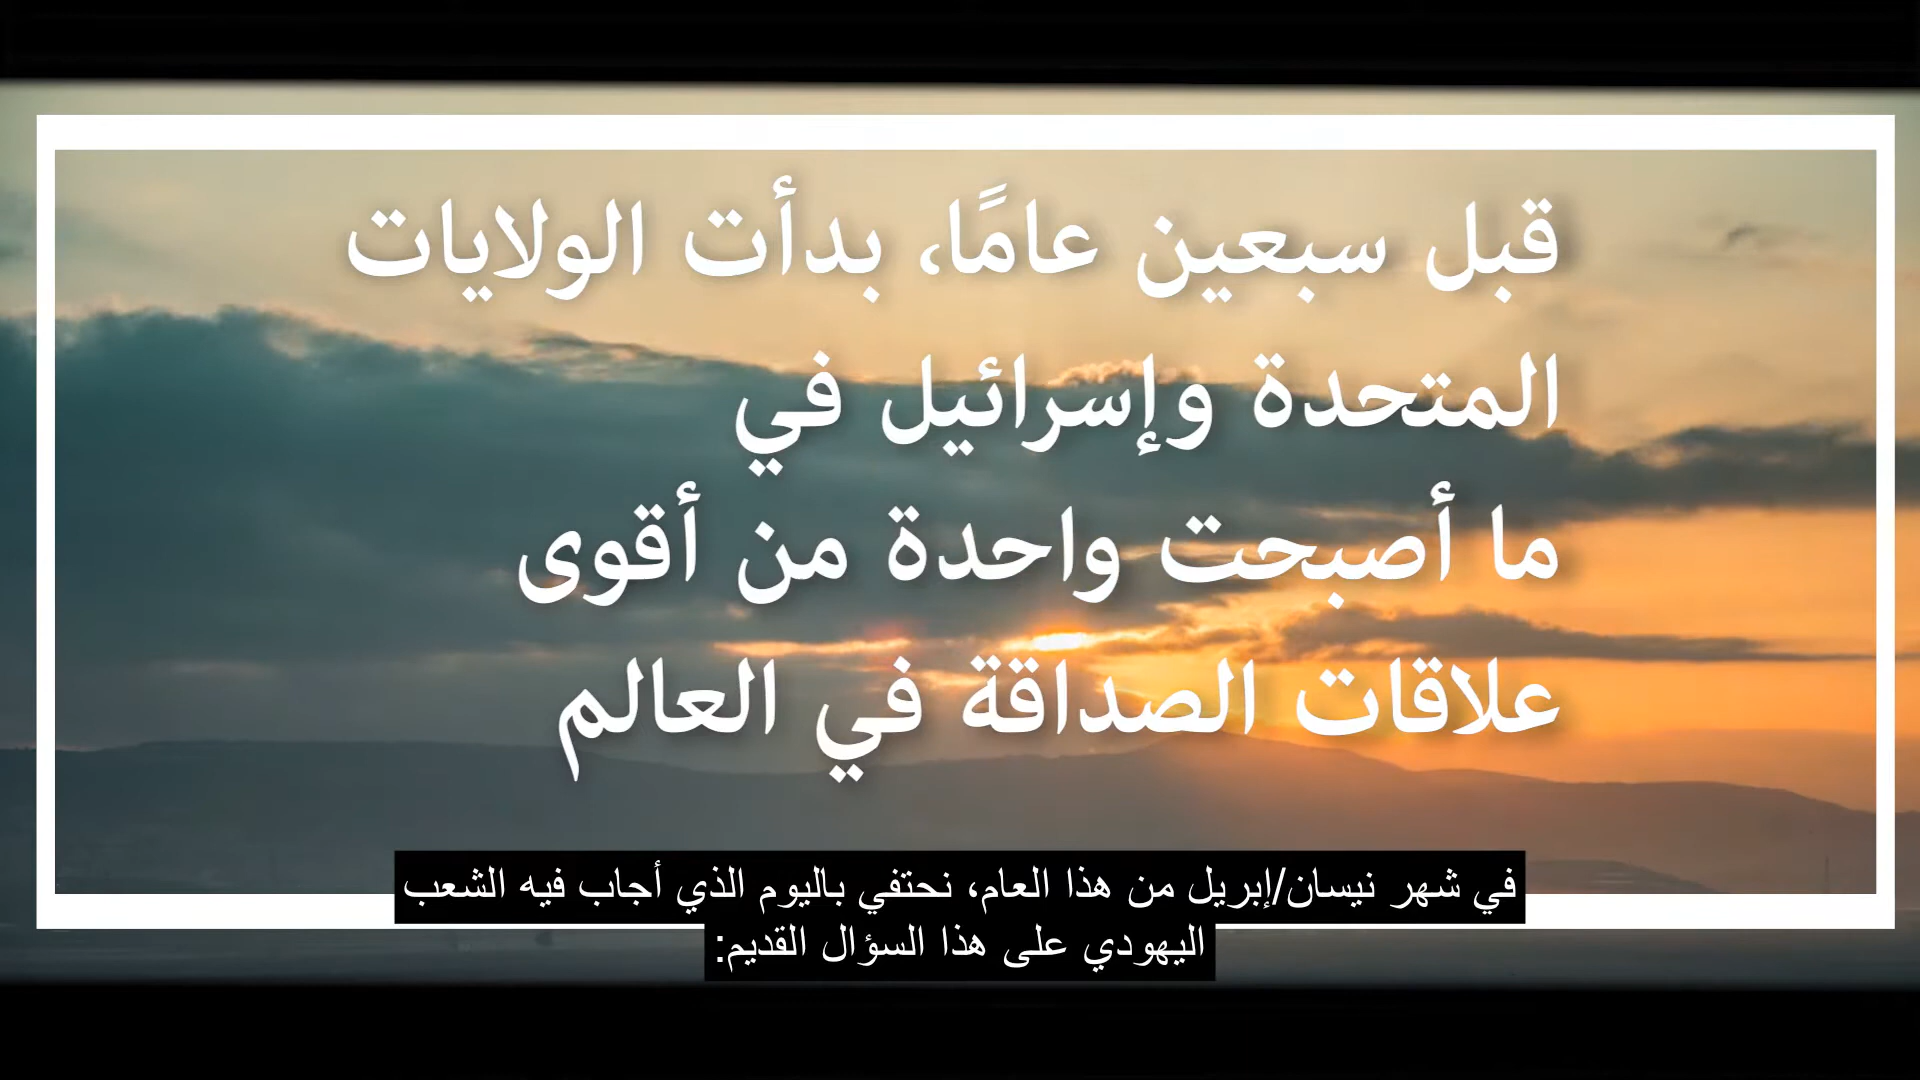 قبل سبعين عامًا، بدأت الولايات
المتحدة وإسرائيل في
ما أصبحت واحدة من أقوى
علاقات الصداقة في العالم
في شهر نيسان/إبريل من هذا العام، نحتفي باليوم الذي أجاب فيه الشعب
اليهودي على هذا السؤال القديم: